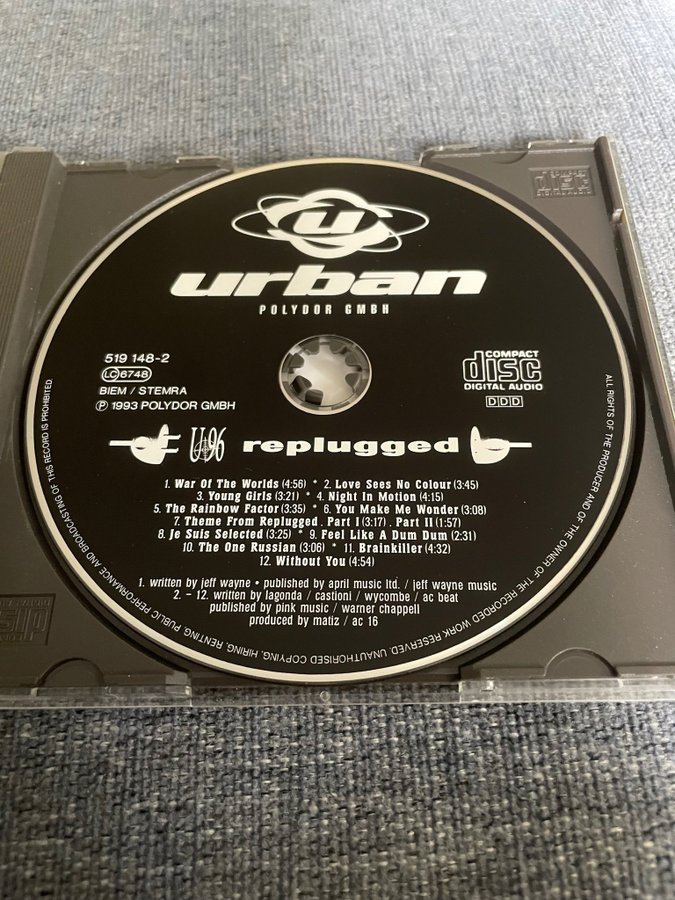 u
urban
POLYDOR GMBH
519 148-2
LC 6748
BIEM / STEMRA
℗ 1993 POLYDOR GMBH
COMPACT
disc
DIGITAL AUDIO
DDD
U96 replugged
1. War Of The Worlds (4:56) * 2. Love Sees No Colour (3:45)
3. Young Girls (3:21) * 4. Night In Motion (4:15)
5. The Rainbow Factor (3:35) * 6. You Make Me Wonder (3:08)
7. Theme From Replugged . Part I (3:17) . Part II (1:57)
8. Je Suis Selected (3:25) * 9. Feel Like A Dum Dum (2:31)
10. The One Russian (3:06) * 11. Brainkiller (4:32)
12. Without You (4:54)
1. written by jeff wayne • published by april music ltd. / jeff wayne music
2. – 12. written by lagonda / castioni / wycombe / ac beat
published by pink music / warner chappell
produced by matiz / ac 16
ALL RIGHTS OF THE PRODUCER AND OF THE OWNER OF THE RECORDED WORK RESERVED. UNAUTHORISED COPYING, HIRING, RENTING, PUBLIC PERFORMANCE AND BROADCASTING OF THIS RECORD IS PROHIBITED.
COMPACT
disc
DIGITAL AUDIO
disc